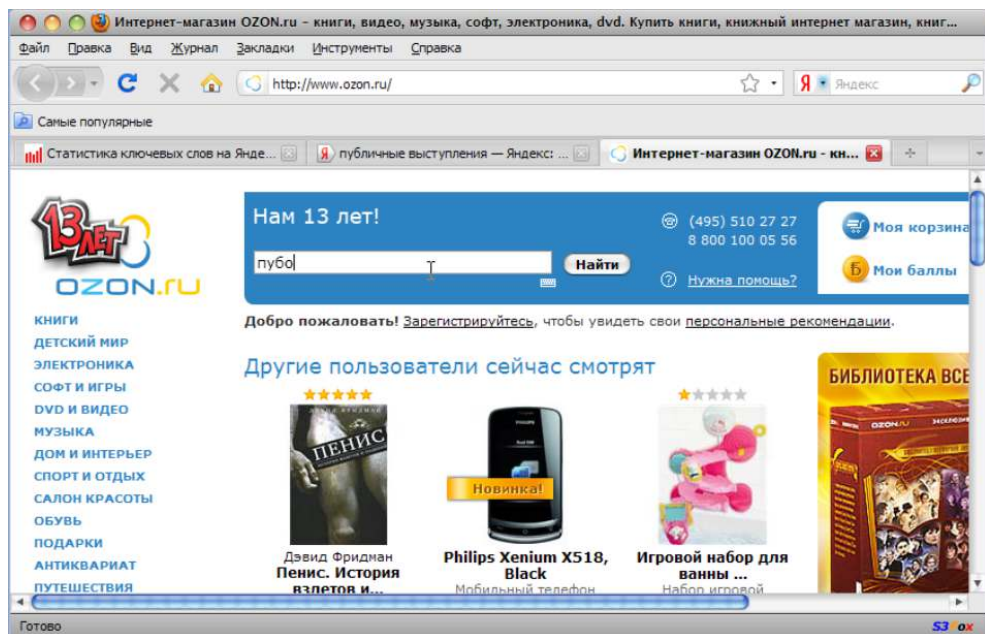 Интернет-магазин OZON.ru – книги, видео, музыка, софт, электроника, dvd. Купить книги, книжный интернет магазин, книг...
Файл Правка Вид Журнал Закладки Инструменты Справка
http://www.ozon.ru/
Я Яндекс
Самые популярные
Статистика ключевых слов на Янде...
Я публичные выступления — Яндекс: ...
Интернет-магазин OZON.ru - кн...
13 лет
OZON.ru
Нам 13 лет!
пубо
Найти
(495) 510 27 27
8 800 100 05 56
Нужна помощь?
Моя корзина
Мои баллы
Добро пожаловать! Зарегистрируйтесь, чтобы увидеть свои персональные рекомендации.
КНИГИ
ДЕТСКИЙ МИР
ЭЛЕКТРОНИКА
СОФТ И ИГРЫ
DVD И ВИДЕО
МУЗЫКА
ДОМ И ИНТЕРЬЕР
СПОРТ И ОТДЫХ
САЛОН КРАСОТЫ
ОБУВЬ
ПОДАРКИ
АНТИКВАРИАТ
ПУТЕШЕСТВИЯ
Другие пользователи сейчас смотрят
ПЕНИС
Дэвид Фридман
Пенис. История
взлетов и...
PHILIPS
Новинка!
Philips Xenium X518,
Black
Мобильный телефон
Игровой набор для
ванны ...
Набор игровой
БИБЛИОТЕКА ВСЕ
OZON.RU
Готово
S3Fox